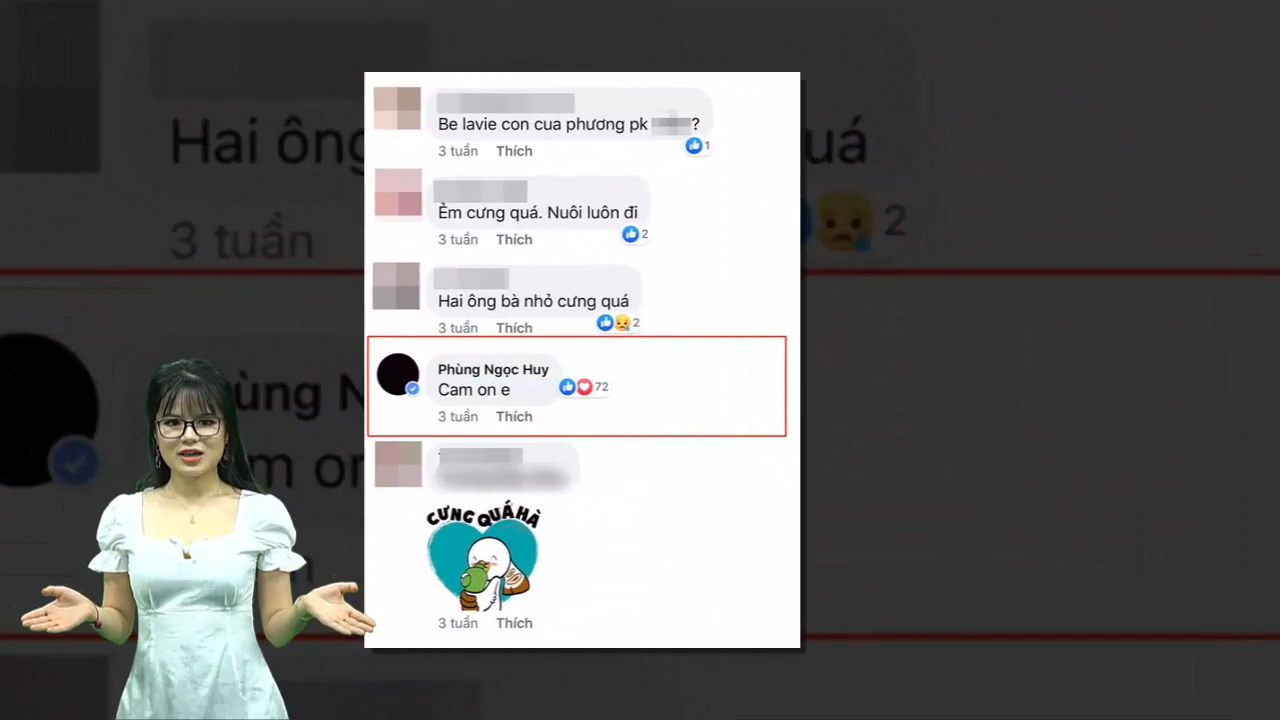 Be lavie con cua phương pk ?
3 tuần Thích
1
Ẻm cưng quá. Nuôi luôn đi
3 tuần Thích
2
Hai ông bà nhỏ cưng quá
3 tuần Thích
2
Phùng Ngọc Huy
Cam on e
72
3 tuần Thích
CƯNG QUÁ HÀ
3 tuần Thích
Hai ông
uá
3 tuần
2
ùng N
m on